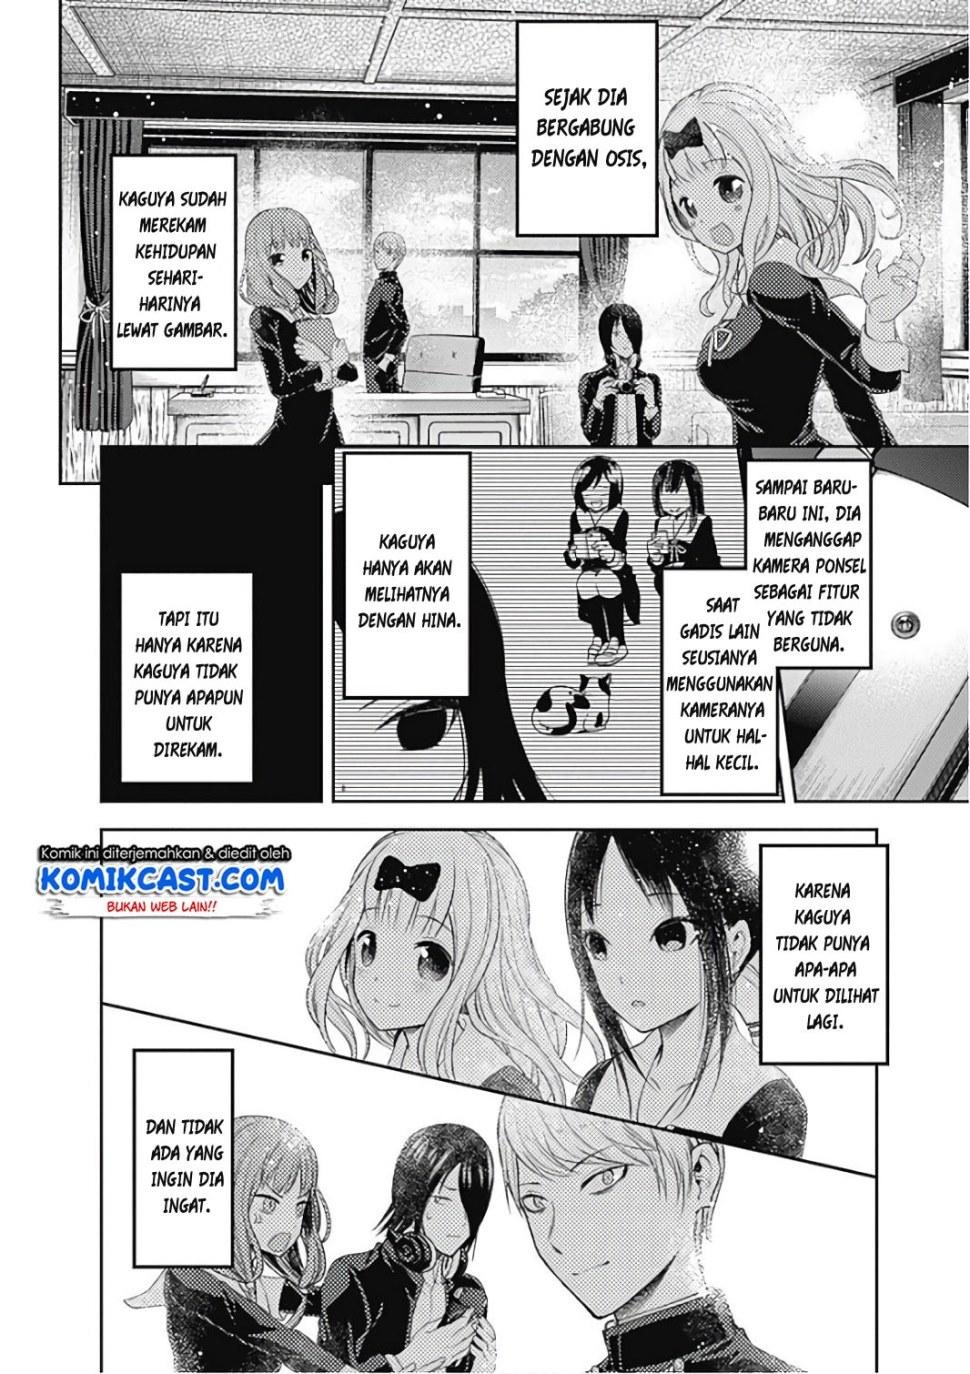 SEJAK DIA
BERGABUNG
DENGAN OSIS,
KAGUYA SUDAH
MEREKAM
KEHIDUPAN
SEHARI-
HARINYA
LEWAT GAMBAR.
SAMPAI BARU-
BARU INI, DIA
MENGANGGAP
KAMERA PONSEL
SEBAGAI FITUR
YANG TIDAK
BERGUNA.
SAAT
GADIS LAIN
SEUSIANYA
MENGGUNAKAN
KAMERANYA
UNTUK HAL-
HAL KECIL.
KAGUYA
HANYA AKAN
MELIHATNYA
DENGAN HINA.
TAPI ITU
HANYA KARENA
KAGUYA TIDAK
PUNYA APAPUN
UNTUK
DIREKAM.
Komik ini diterjemahkan & diedit oleh
KOMIKCAST.COM
BUKAN WEB LAIN!!
KARENA
KAGUYA
TIDAK PUNYA
APA-APA
UNTUK DILIHAT
LAGI.
DAN TIDAK
ADA YANG
INGIN DIA
INGAT.